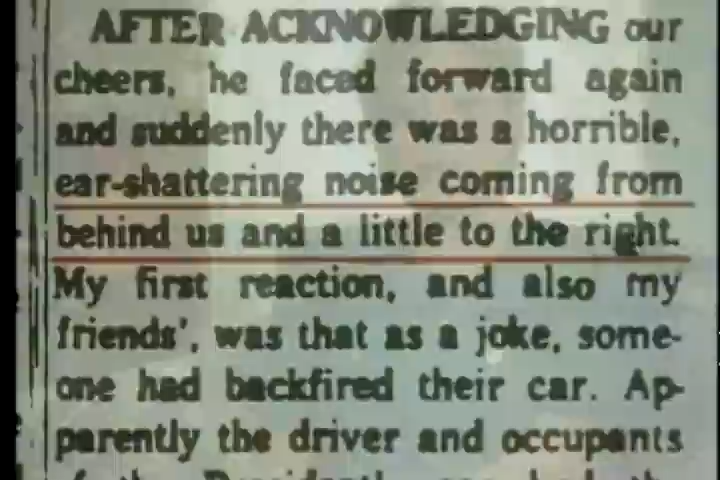 AFTER ACKNOWLEDGING our
cheers, he faced forward again
and suddenly there was a horrible,
ear-shattering noise coming from
behind us and a little to the right.
My first reaction, and also my
friends', was that as a joke, some-
one had backfired their car. Ap-
parently the driver and occupants